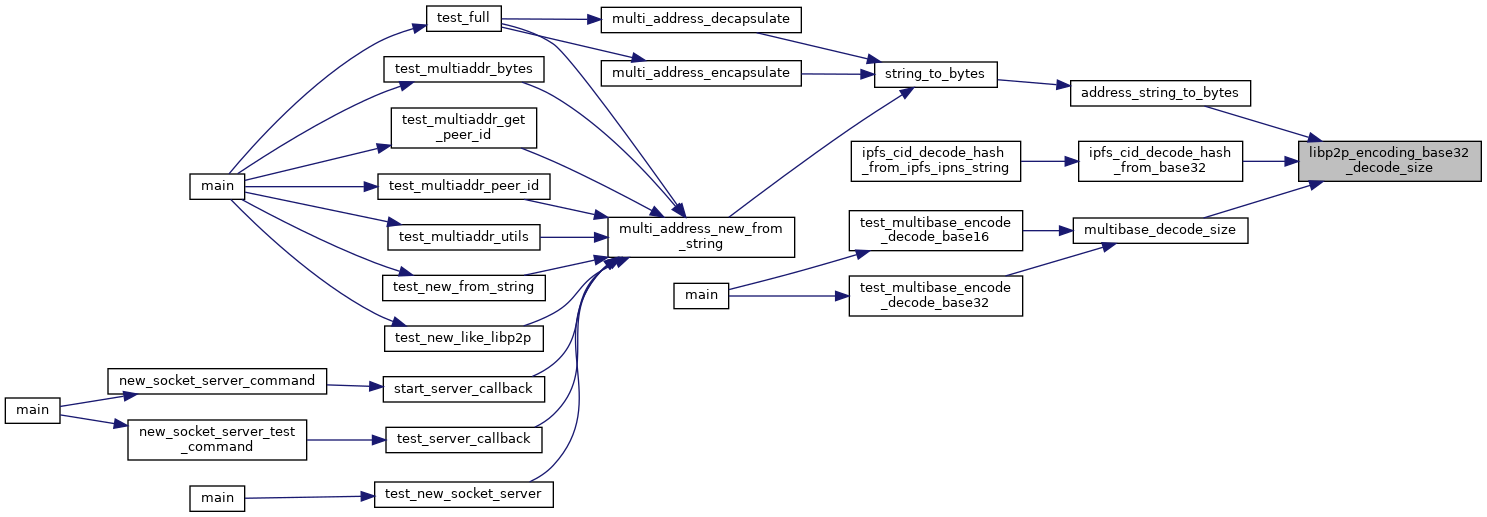 test_full
multi_address_decapsulate
test_multiaddr_bytes
multi_address_encapsulate
string_to_bytes
address_string_to_bytes
test_multiaddr_get
_peer_id
libp2p_encoding_base32
_decode_size
ipfs_cid_decode_hash
_from_ipfs_ipns_string
ipfs_cid_decode_hash
_from_base32
main
test_multiaddr_peer_id
test_multiaddr_utils
multi_address_new_from
_string
test_multibase_encode
_decode_base16
multibase_decode_size
test_new_from_string
main
test_multibase_encode
_decode_base32
test_new_like_libp2p
new_socket_server_command
start_server_callback
main
new_socket_server_test
_command
test_server_callback
main
test_new_socket_server